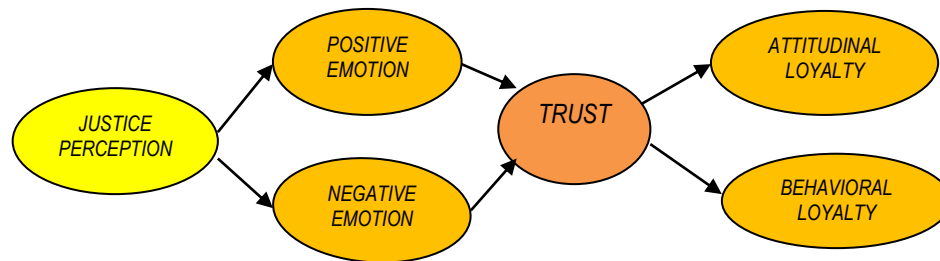 POSITIVE
EMOTION
ATTITUDINAL
LOYALTY
JUSTICE
PERCEPTION
TRUST
NEGATIVE
EMOTION
BEHAVIORAL
LOYALTY